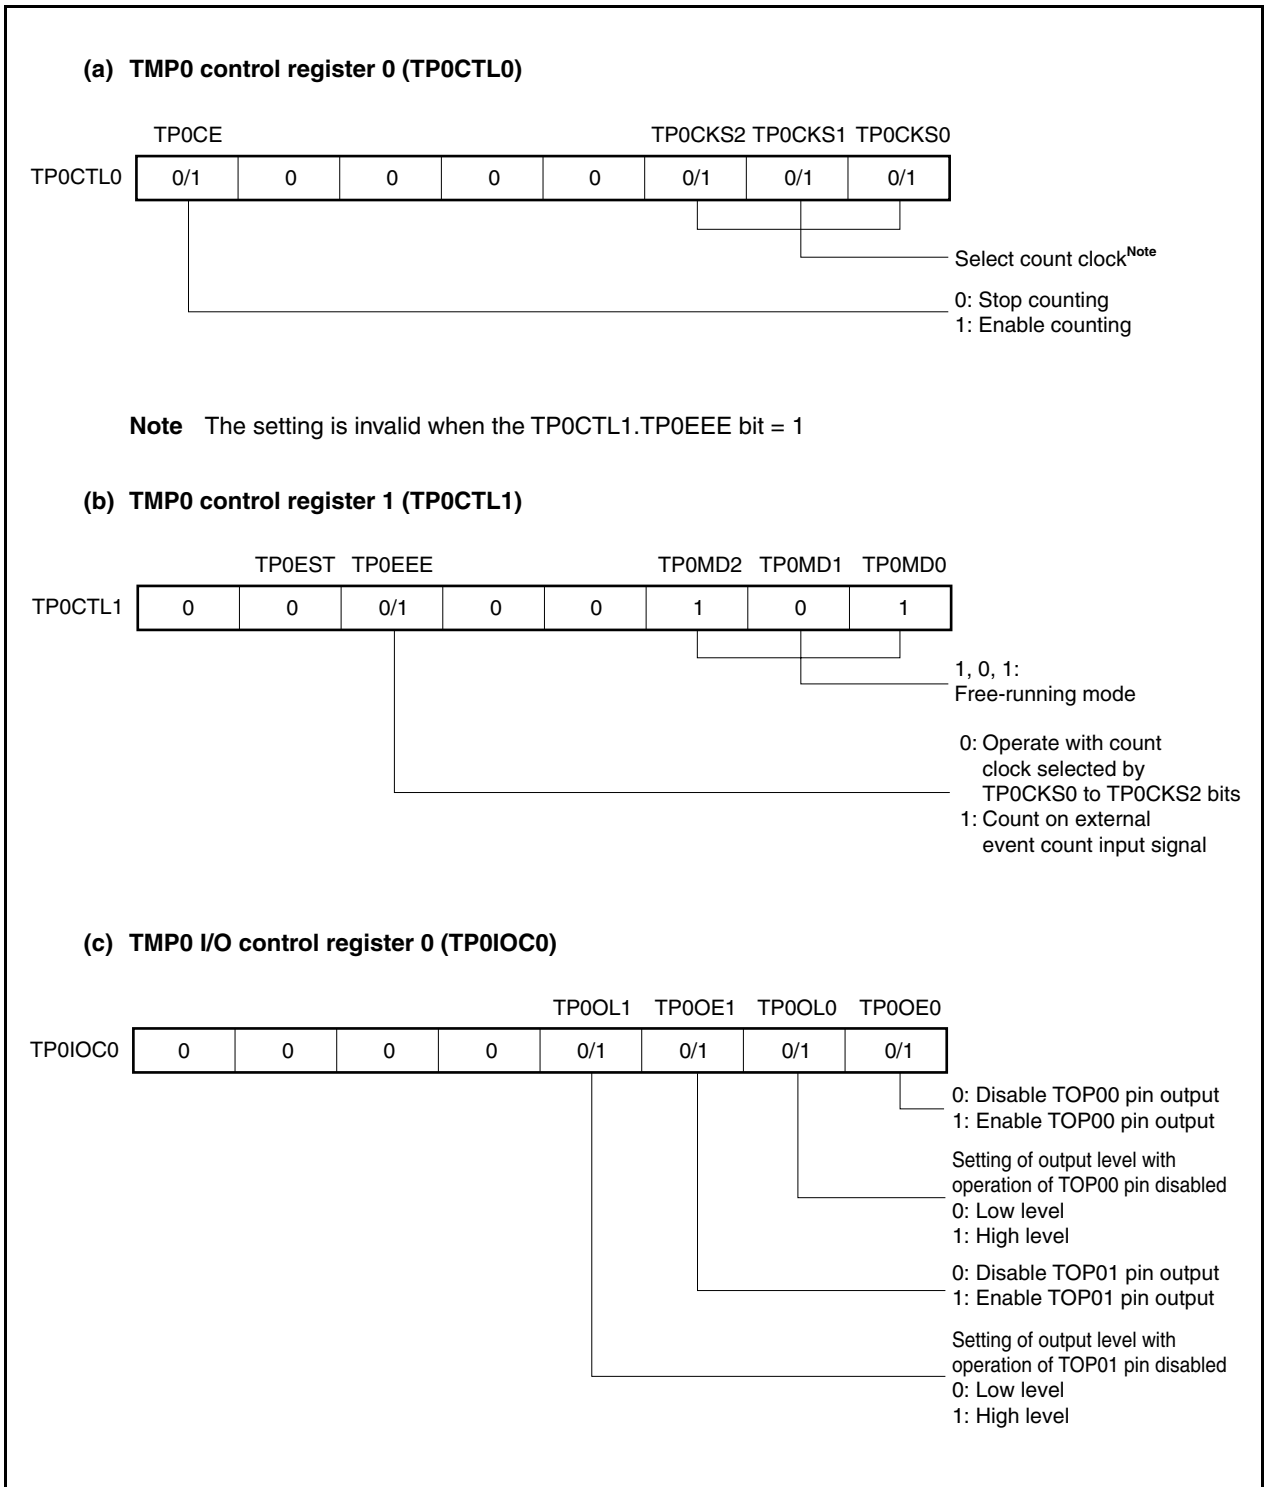 (a) TMP0 control register 0 (TP0CTL0)
TP0CE TP0CKS2 TP0CKS1 TP0CKS0
TP0CTL0 0/1 0 0 0 0 0/1 0/1 0/1
Select count clockNote
0: Stop counting
1: Enable counting
Note The setting is invalid when the TP0CTL1.TP0EEE bit = 1
(b) TMP0 control register 1 (TP0CTL1)
TP0EST TP0EEE TP0MD2 TP0MD1 TP0MD0
TP0CTL1 0 0 0/1 0 0 1 0 1
1, 0, 1:
Free-running mode
0: Operate with count
clock selected by
TP0CKS0 to TP0CKS2 bits
1: Count on external
event count input signal
(c) TMP0 I/O control register 0 (TP0IOC0)
TP0OL1 TP0OE1 TP0OL0 TP0OE0
TP0IOC0 0 0 0 0 0/1 0/1 0/1 0/1
0: Disable TOP00 pin output
1: Enable TOP00 pin output
Setting of output level with
operation of TOP00 pin disabled
0: Low level
1: High level
0: Disable TOP01 pin output
1: Enable TOP01 pin output
Setting of output level with
operation of TOP01 pin disabled
0: Low level
1: High level